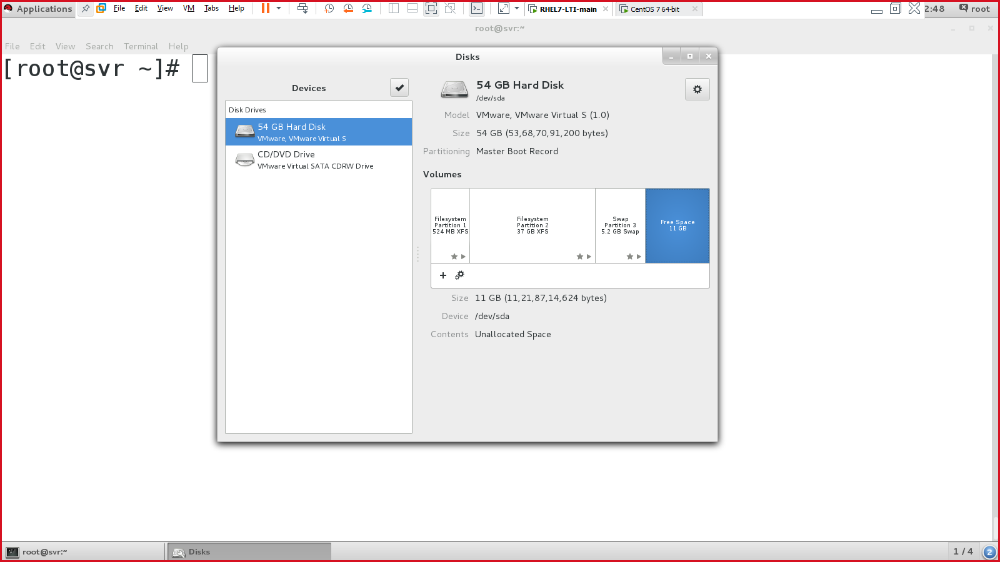 Applications File Edit View VM Tabs Help RHEL7-LTI-main CentOS 7 64-bit 2:48 root
root@svr:~
File Edit View Search Terminal Help
[root@svr ~]#
Disks
Devices
Disk Drives
54 GB Hard Disk
VMware, VMware Virtual S
CD/DVD Drive
VMware Virtual SATA CDRW Drive
54 GB Hard Disk
/dev/sda
Model VMware, VMware Virtual S (1.0)
Size 54 GB (53,68,70,91,200 bytes)
Partitioning Master Boot Record
Volumes
Filesystem
Partition 1
524 MB XFS
Filesystem
Partition 2
37 GB XFS
Swap
Partition 3
5.2 GB Swap
Free Space
11 GB
Size 11 GB (11,21,87,14,624 bytes)
Device /dev/sda
Contents Unallocated Space
root@svr:~ Disks 1 / 4 2